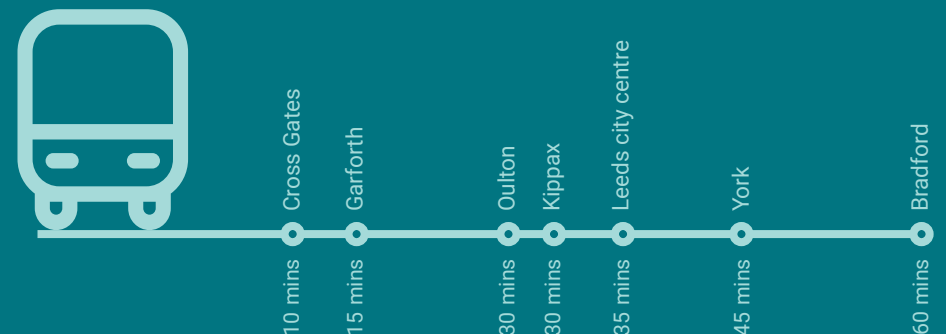 Cross Gates
10 mins
Garforth
15 mins
Oulton
30 mins
Kippax
30 mins
Leeds city centre
35 mins
York
45 mins
Bradford
60 mins